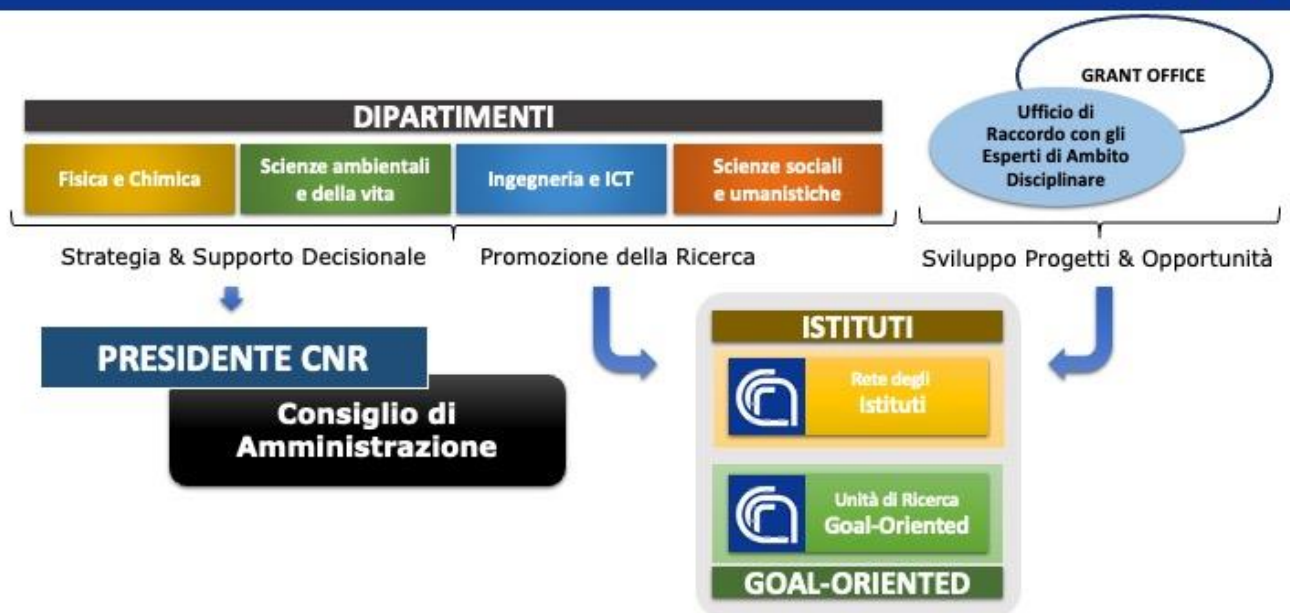 GRANT OFFICE
Ufficio di
Raccordo con gli
Esperti di Ambito
Disciplinare
DIPARTIMENTI
Fisica e Chimica
Scienze ambientali
e della vita
Ingegneria e ICT
Scienze sociali
e umanistiche
Strategia & Supporto Decisionale
Promozione della Ricerca
Sviluppo Progetti & Opportunità
PRESIDENTE CNR
Consiglio di
Amministrazione
ISTITUTI
Rete degli
Istituti
Unità di Ricerca
Goal-Oriented
GOAL-ORIENTED